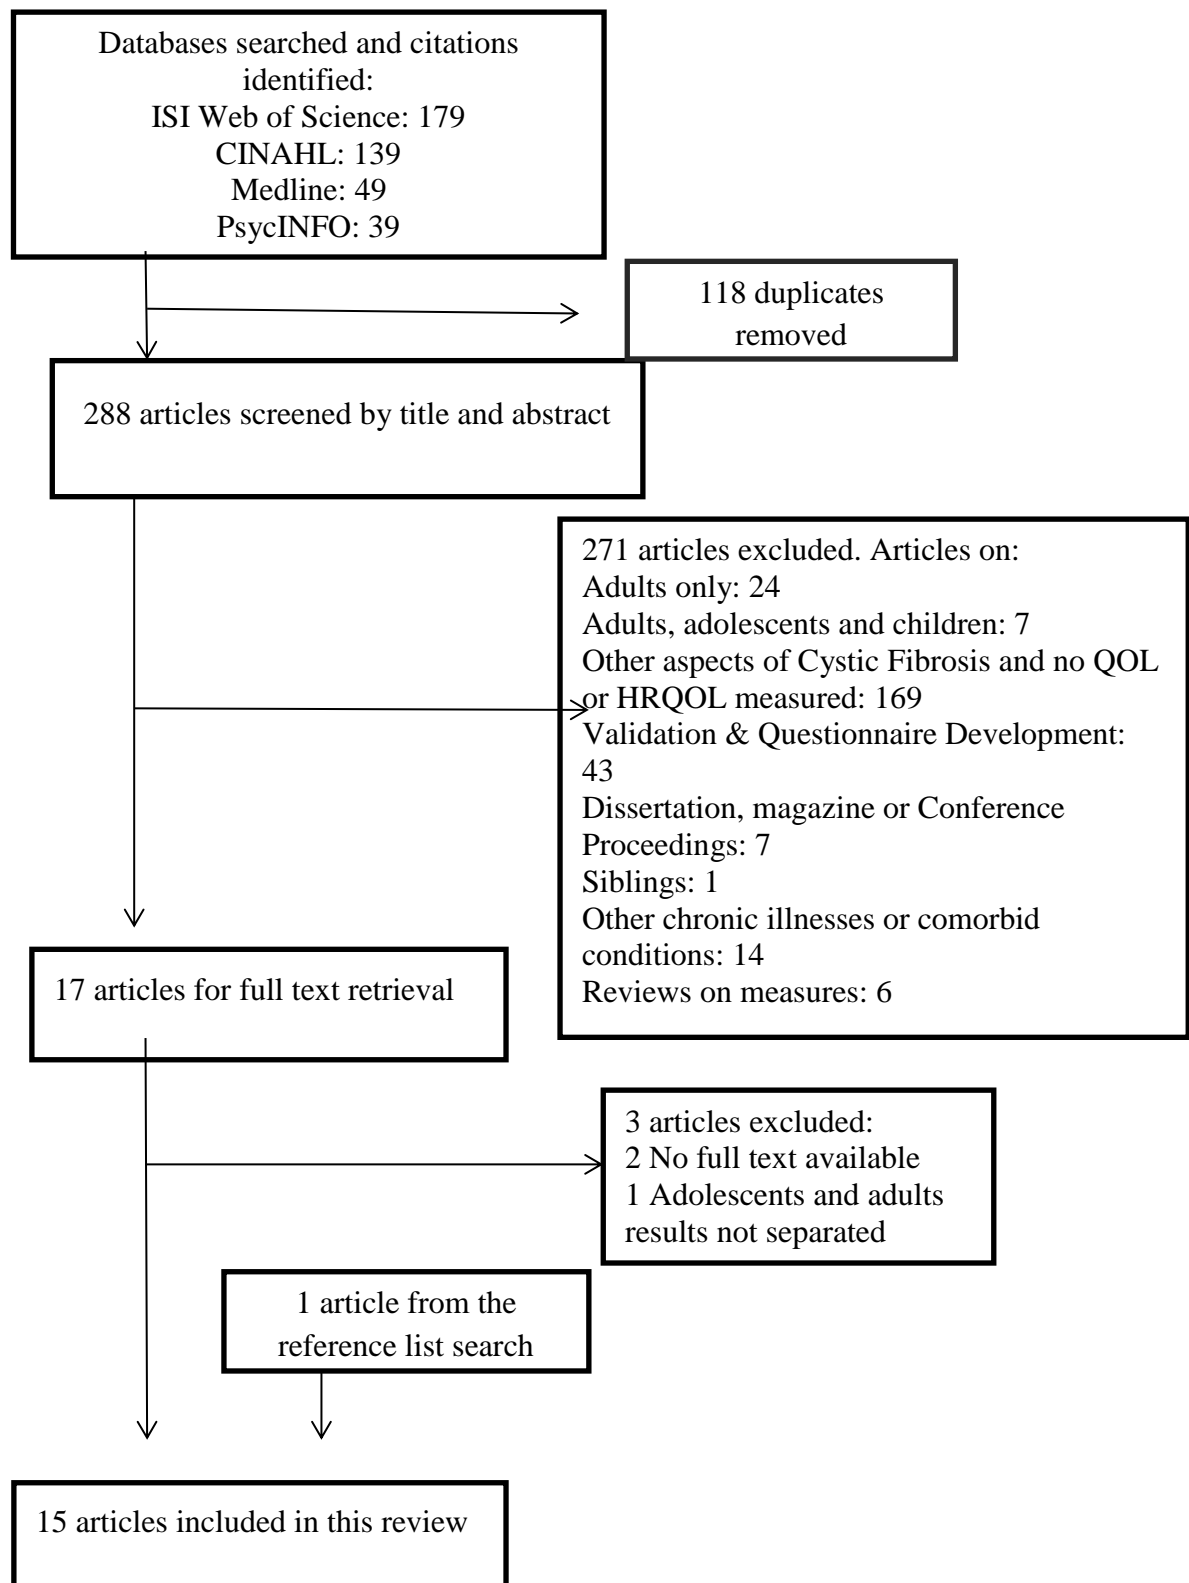 Databases searched and citations
identified:
ISI Web of Science: 179
CINAHL: 139
Medline: 49
PsycINFO: 39
118 duplicates
removed
288 articles screened by title and abstract
271 articles excluded. Articles on:
Adults only: 24
Adults, adolescents and children: 7
Other aspects of Cystic Fibrosis and no QOL
or HRQOL measured: 169
Validation & Questionnaire Development:
43
Dissertation, magazine or Conference
Proceedings: 7
Siblings: 1
Other chronic illnesses or comorbid
conditions: 14
Reviews on measures: 6
17 articles for full text retrieval
3 articles excluded:
2 No full text available
1 Adolescents and adults
results not separated
1 article from the
reference list search
15 articles included in this review